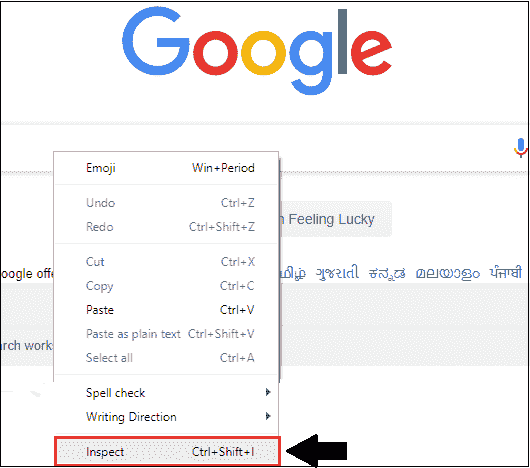 Google
Emoji Win+Period
Undo Ctrl+Z
Redo Ctrl+Shift+Z
Feeling Lucky
Cut Ctrl+X
oogle offe
ગુજરાતી ಕನ್ನಡ മലയാളം ਪੰਜਾਬੀ
Copy Ctrl+C
Paste Ctrl+V
Paste as plain text Ctrl+Shift+V
arch works
Select all Ctrl+A
Spell check
Writing Direction
Inspect Ctrl+Shift+I